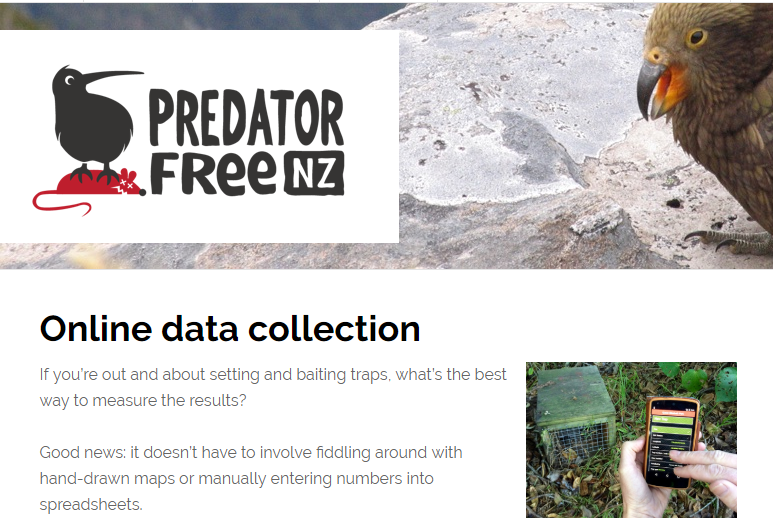 PREDATOR
FREE NZ
Online data collection
If you're out and about setting and baiting traps, what's the best
way to measure the results?
Good news: it doesn't have to involve fiddling around with
hand-drawn maps or manually entering numbers into
spreadsheets.